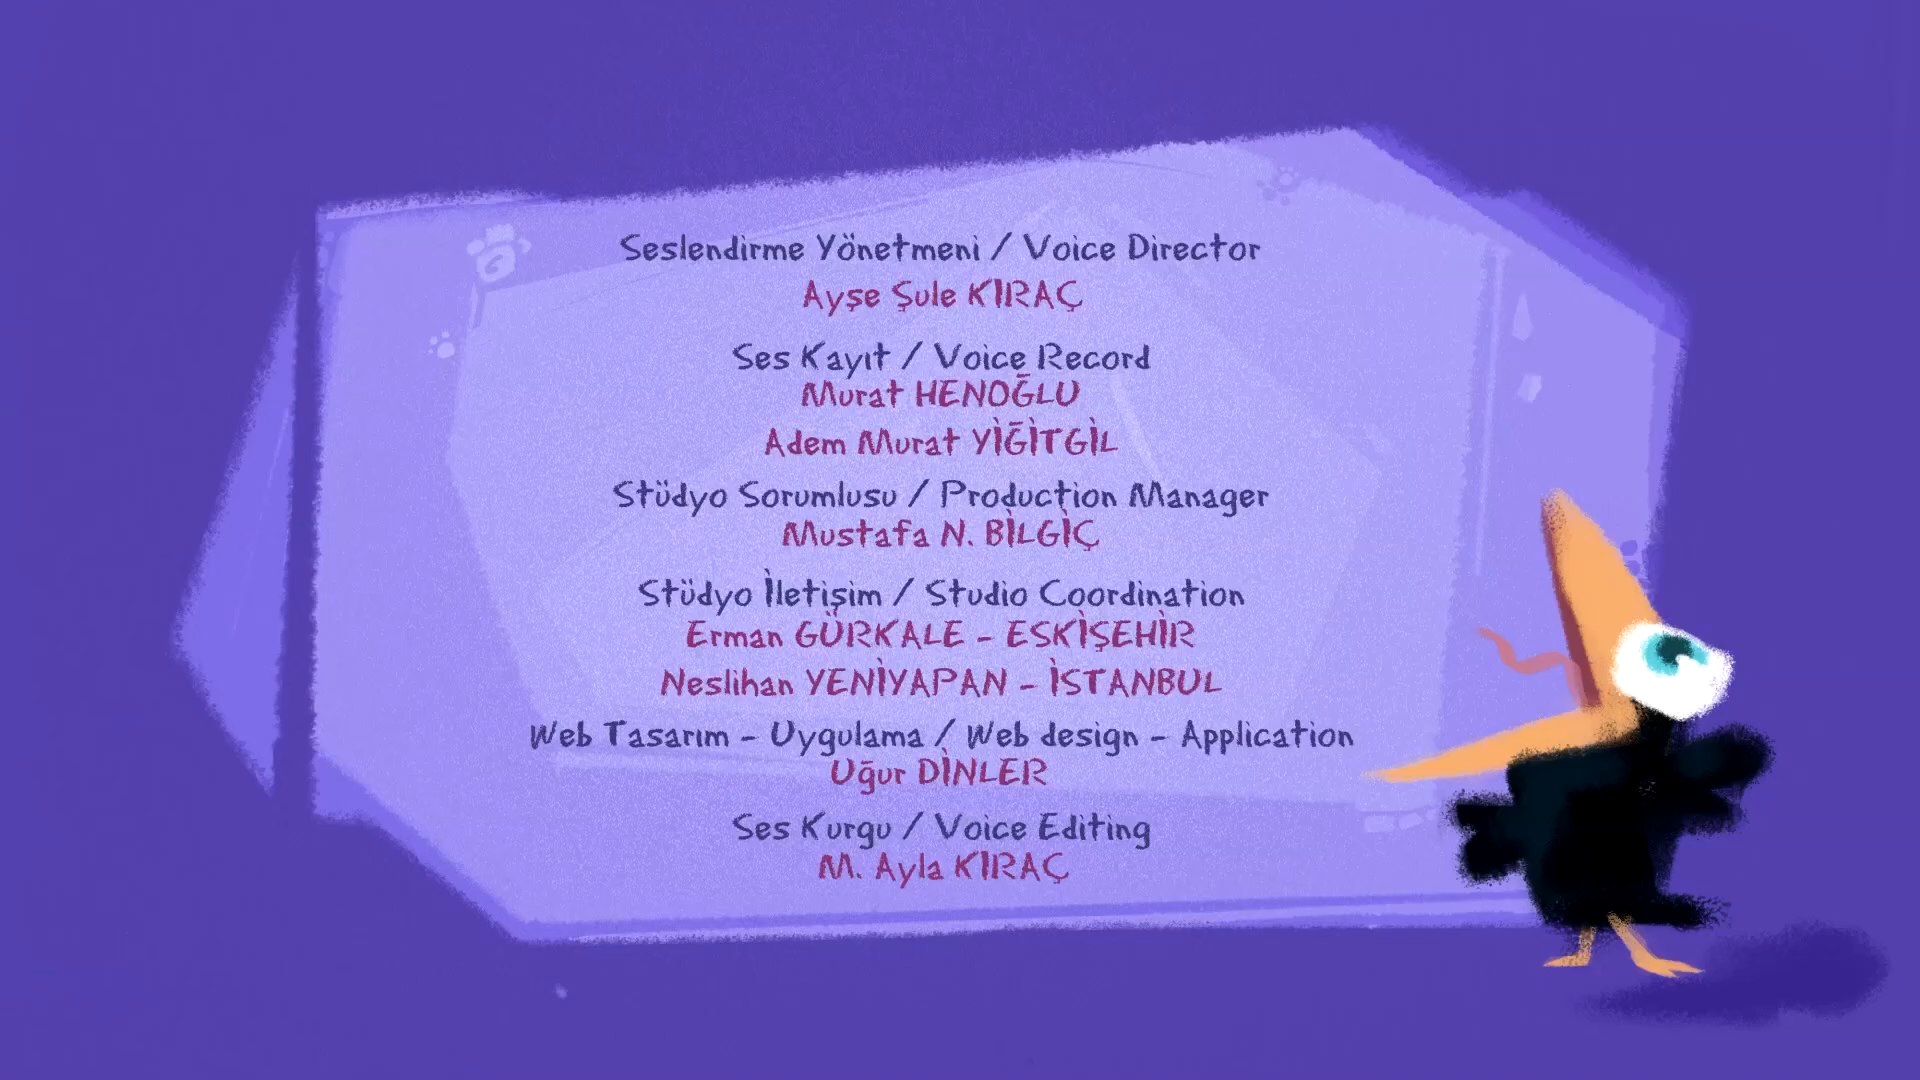 Seslendirme Yönetmeni / Voice Director
Ayşe Şule KIRAÇ
Ses Kayıt / Voice Record
Murat HENOĞLU
Adem Murat YİĞİTGİL
Stüdyo Sorumlusu / Production Manager
Mustafa N. BİLGİÇ
Stüdyo İletişim / Studio Coordination
Erman GÜRKALE - ESKİŞEHİR
Neslihan YENİYAPAN - İSTANBUL
Web Tasarım - Uygulama / Web design - Application
Uğur DİNLER
Ses Kurgu / Voice Editing
M. Ayla KIRAÇ